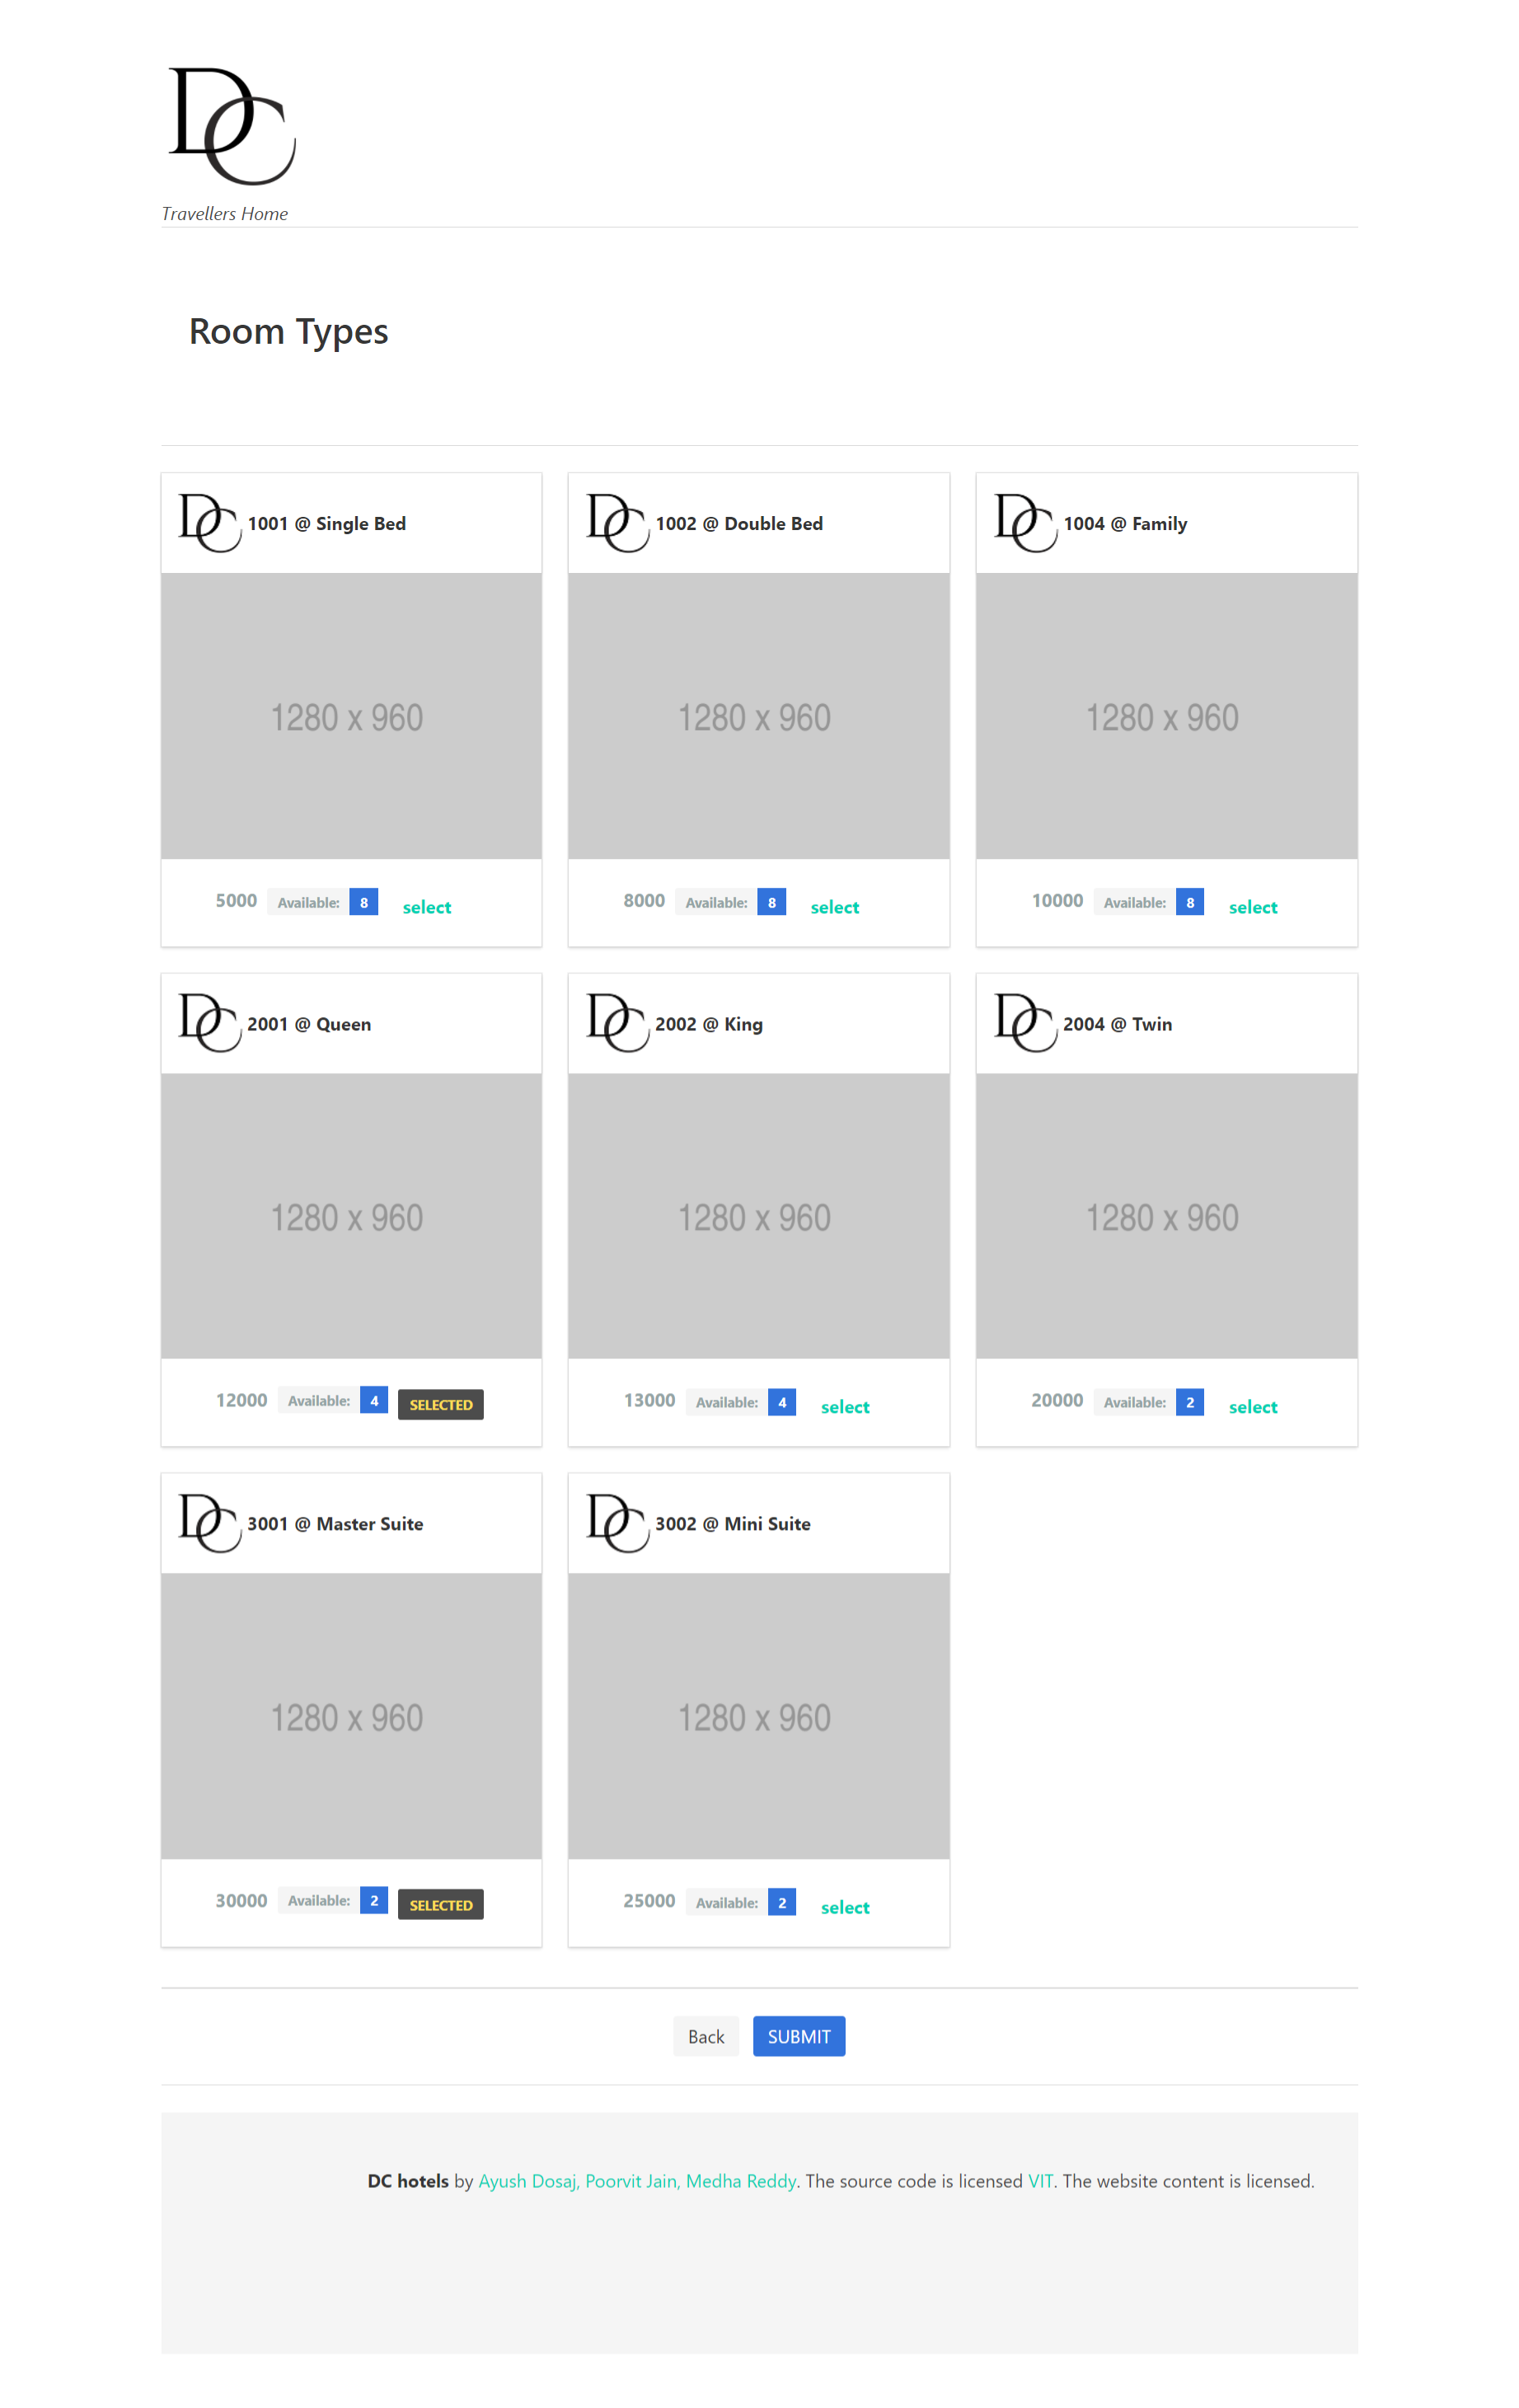 DC
Travellers Home
Room Types
DC 1001 @ Single Bed
1280 x 960
5000 Available: 8 select
DC 1002 @ Double Bed
1280 x 960
8000 Available: 8 select
DC 1004 @ Family
1280 x 960
10000 Available: 8 select
DC 2001 @ Queen
1280 x 960
12000 Available: 4 SELECTED
DC 2002 @ King
1280 x 960
13000 Available: 4 select
DC 2004 @ Twin
1280 x 960
20000 Available: 2 select
DC 3001 @ Master Suite
1280 x 960
30000 Available: 2 SELECTED
DC 3002 @ Mini Suite
1280 x 960
25000 Available: 2 select
Back SUBMIT
DC hotels by Ayush Dosaj, Poorvit Jain, Medha Reddy. The source code is licensed VIT. The website content is licensed.